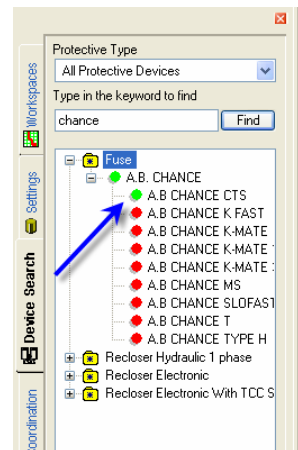 Protective Type
All Protective Devices
Type in the keyword to find
chance
Find
Workspaces
Settings
Device Search
Coordination
Fuse
A.B. CHANCE
A.B CHANCE CTS
A.B CHANCE K FAST
A.B CHANCE K-MATE
A.B CHANCE K-MATE
A.B CHANCE K-MATE
A.B CHANCE MS
A.B CHANCE SLOFAST
A.B CHANCE T
A.B CHANCE TYPE H
Recloser Hydraulic 1 phase
Recloser Electronic
Recloser Electronic With TCC S